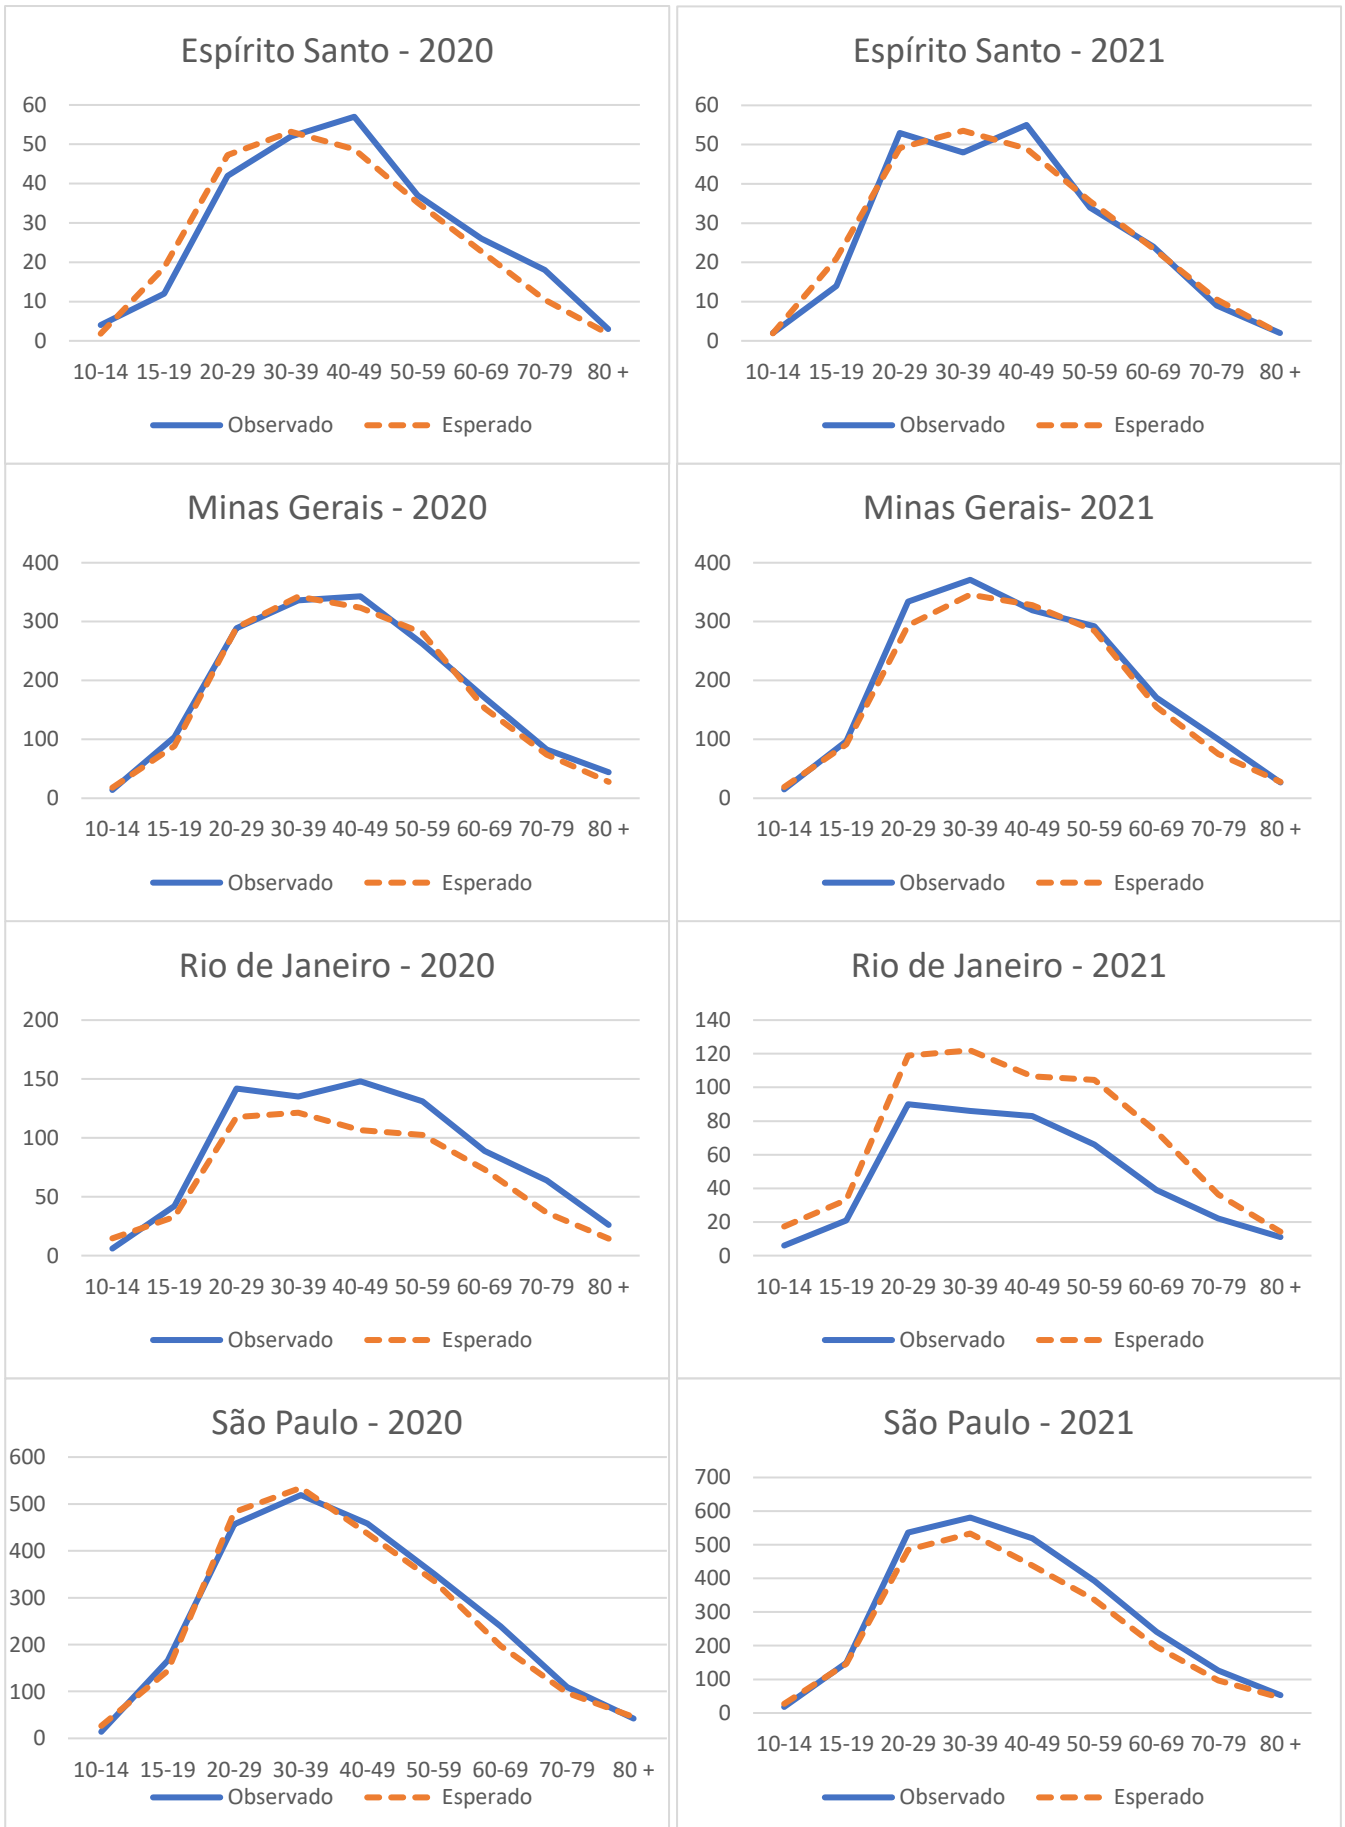 Espírito Santo - 2020
60
50
40
30
20
10
0
10-14 15-19 20-29 30-39 40-49 50-59 60-69 70-79 80 +
Observado Esperado
Espírito Santo - 2021
60
50
40
30
20
10
0
10-14 15-19 20-29 30-39 40-49 50-59 60-69 70-79 80 +
Observado Esperado
Minas Gerais - 2020
400
300
200
100
0
10-14 15-19 20-29 30-39 40-49 50-59 60-69 70-79 80 +
Observado Esperado
Minas Gerais- 2021
400
300
200
100
0
10-14 15-19 20-29 30-39 40-49 50-59 60-69 70-79 80 +
Observado Esperado
Rio de Janeiro - 2020
200
150
100
50
0
10-14 15-19 20-29 30-39 40-49 50-59 60-69 70-79 80 +
Observado Esperado
Rio de Janeiro - 2021
140
120
100
80
60
40
20
0
10-14 15-19 20-29 30-39 40-49 50-59 60-69 70-79 80 +
Observado Esperado
São Paulo - 2020
600
500
400
300
200
100
0
10-14 15-19 20-29 30-39 40-49 50-59 60-69 70-79 80 +
Observado Esperado
São Paulo - 2021
700
600
500
400
300
200
100
0
10-14 15-19 20-29 30-39 40-49 50-59 60-69 70-79 80 +
Observado Esperado